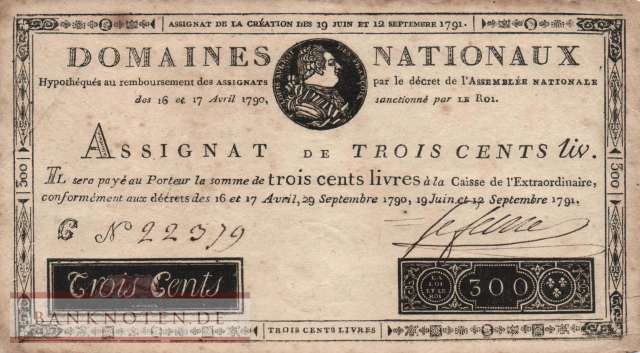 ASSIGNAT DE LA CRÉATION DES 19 JUIN ET 12 SEPTEMBRE 1791.
DOMAINES NATIONAUX
Hypothéqués au remboursement des ASSIGNATS par le décret de l'ASSEMBLÉE NATIONALE
des 16 et 17 Avril 1790, sanctionné par LE ROI.
ASSIGNAT DE TROIS CENTS liv.
IL sera payé au Porteur la somme de trois cents livres à la Caisse de l'Extraordinaire,
conformément aux décrets des 16 et 17 Avril, 29 Septembre 1790, 19 Juin et 12 Septembre 1791.
G N° 22379
Trois Cents
LA LOI ET LE ROI 300
BANKNOTEN.DE
TROIS CENTS LIVRES
300
300